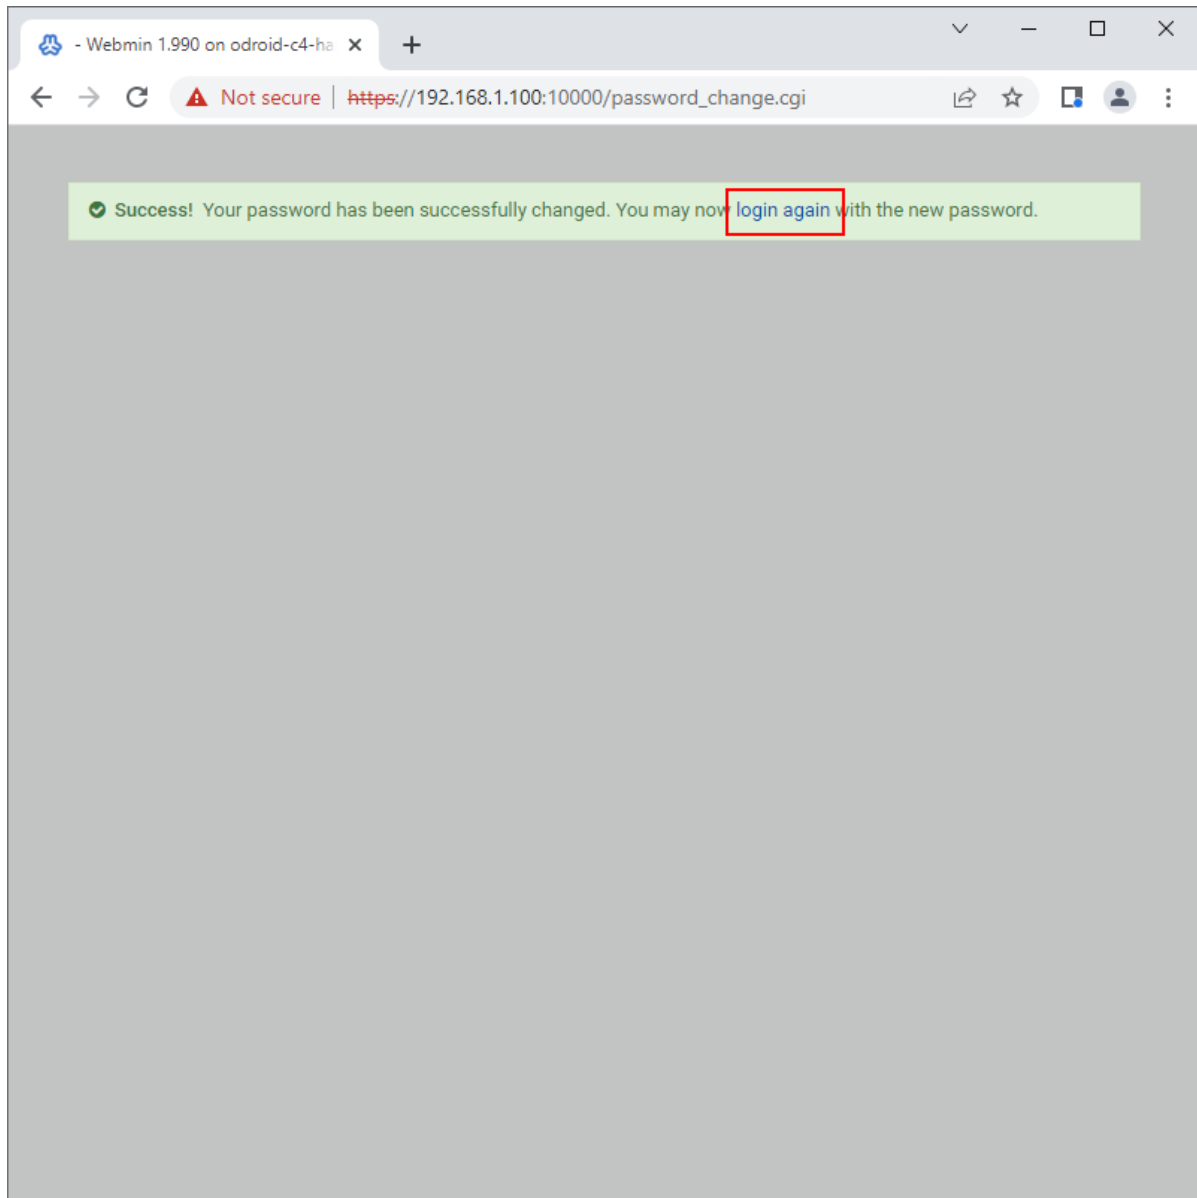 - Webmin 1.990 on odroid-c4-ha
Not secure https://192.168.1.100:10000/password_change.cgi
Success! Your password has been successfully changed. You may now login again with the new password.